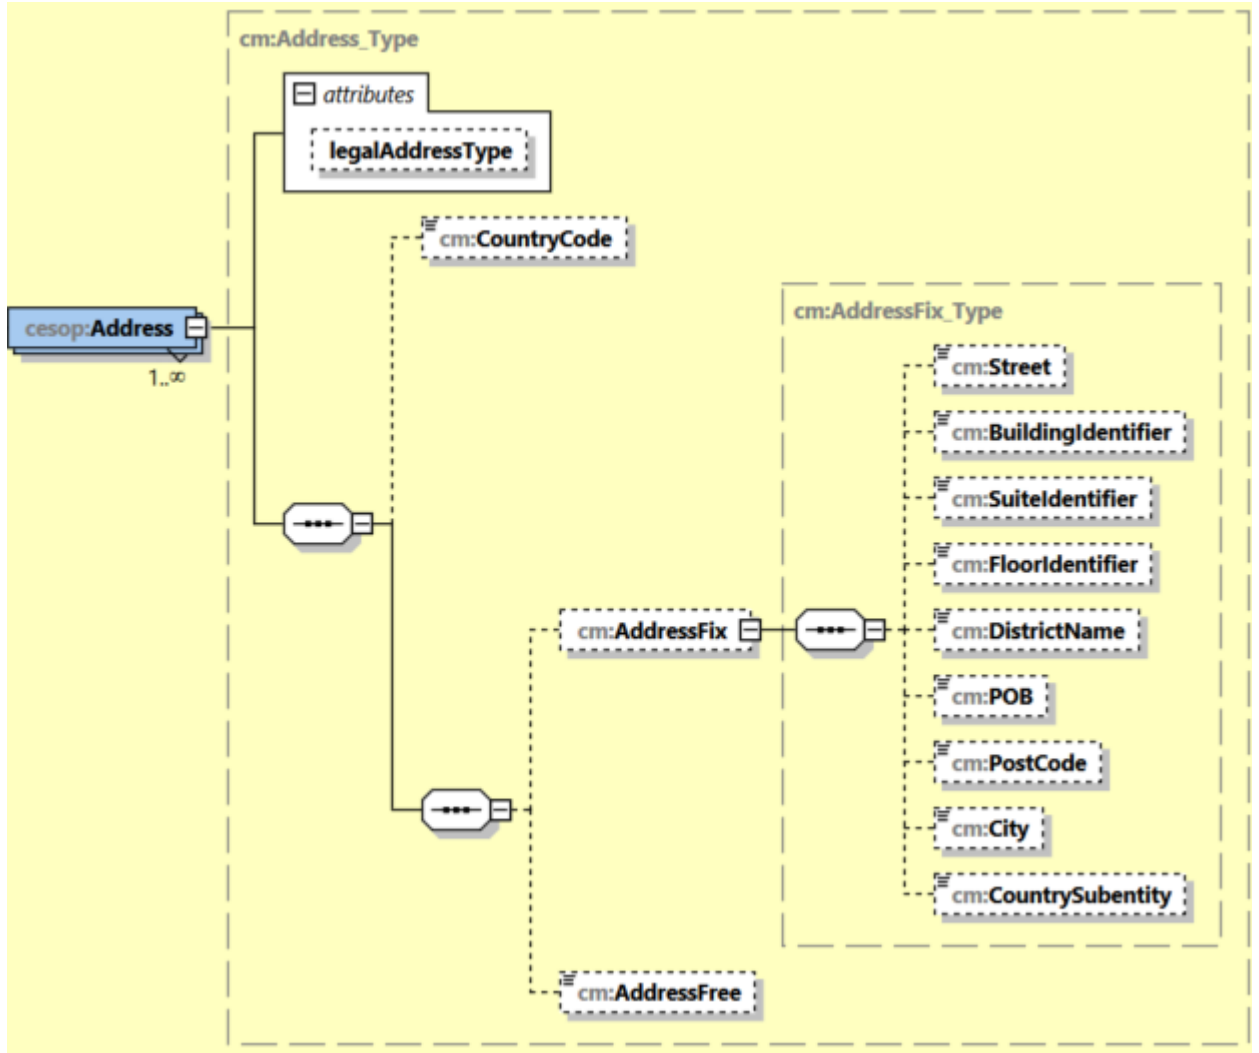 cm:Address_Type
attributes
legalAddressType
cm:CountryCode
cesop:Address
1..∞
cm:AddressFix_Type
cm:Street
cm:BuildingIdentifier
cm:SuiteIdentifier
cm:FloorIdentifier
cm:AddressFix
cm:DistrictName
cm:POB
cm:PostCode
cm:City
cm:CountrySubentity
cm:AddressFree